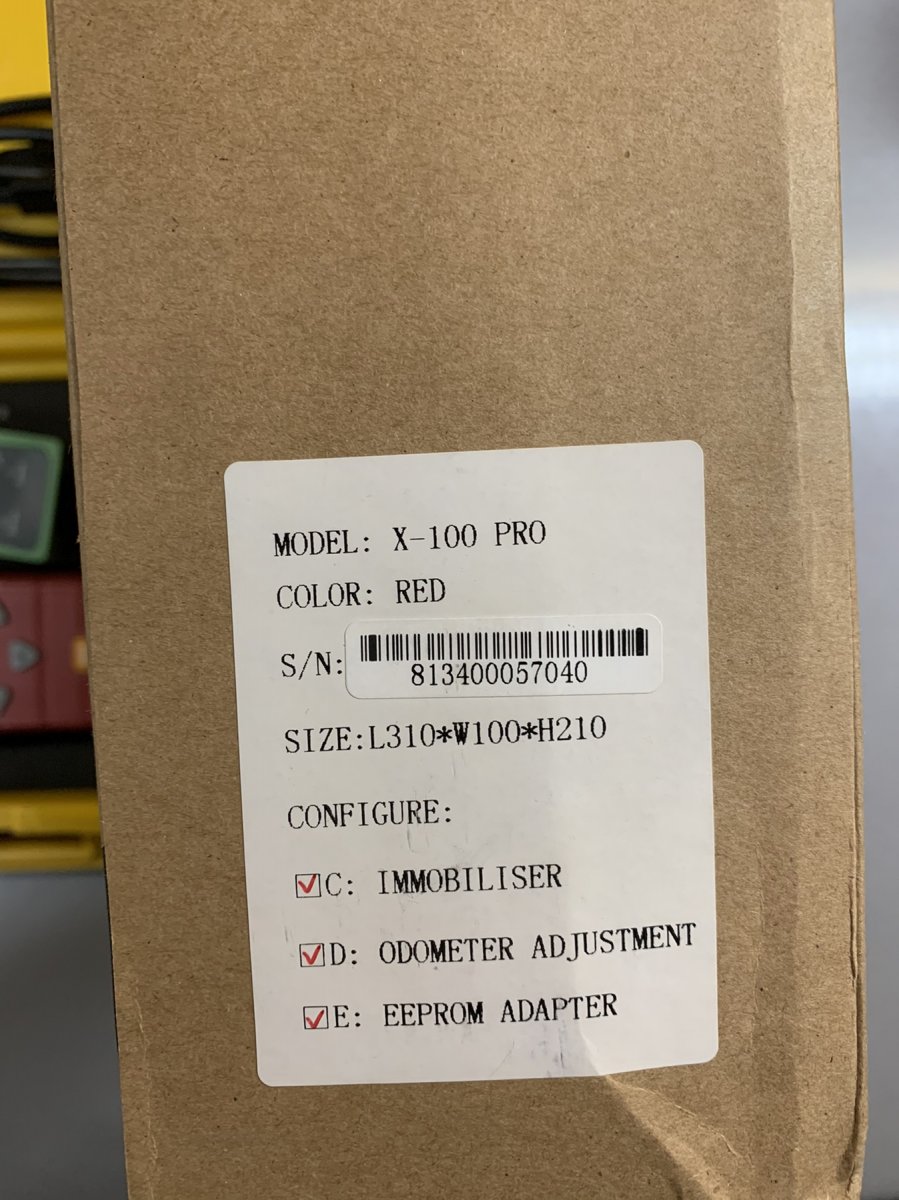 MODEL: X-100 PRO
COLOR: RED
S/N:
813400057040
SIZE:L310*W100*H210
CONFIGURE:
C: IMMOBILISER
D: ODOMETER ADJUSTMENT
E: EEPROM ADAPTER